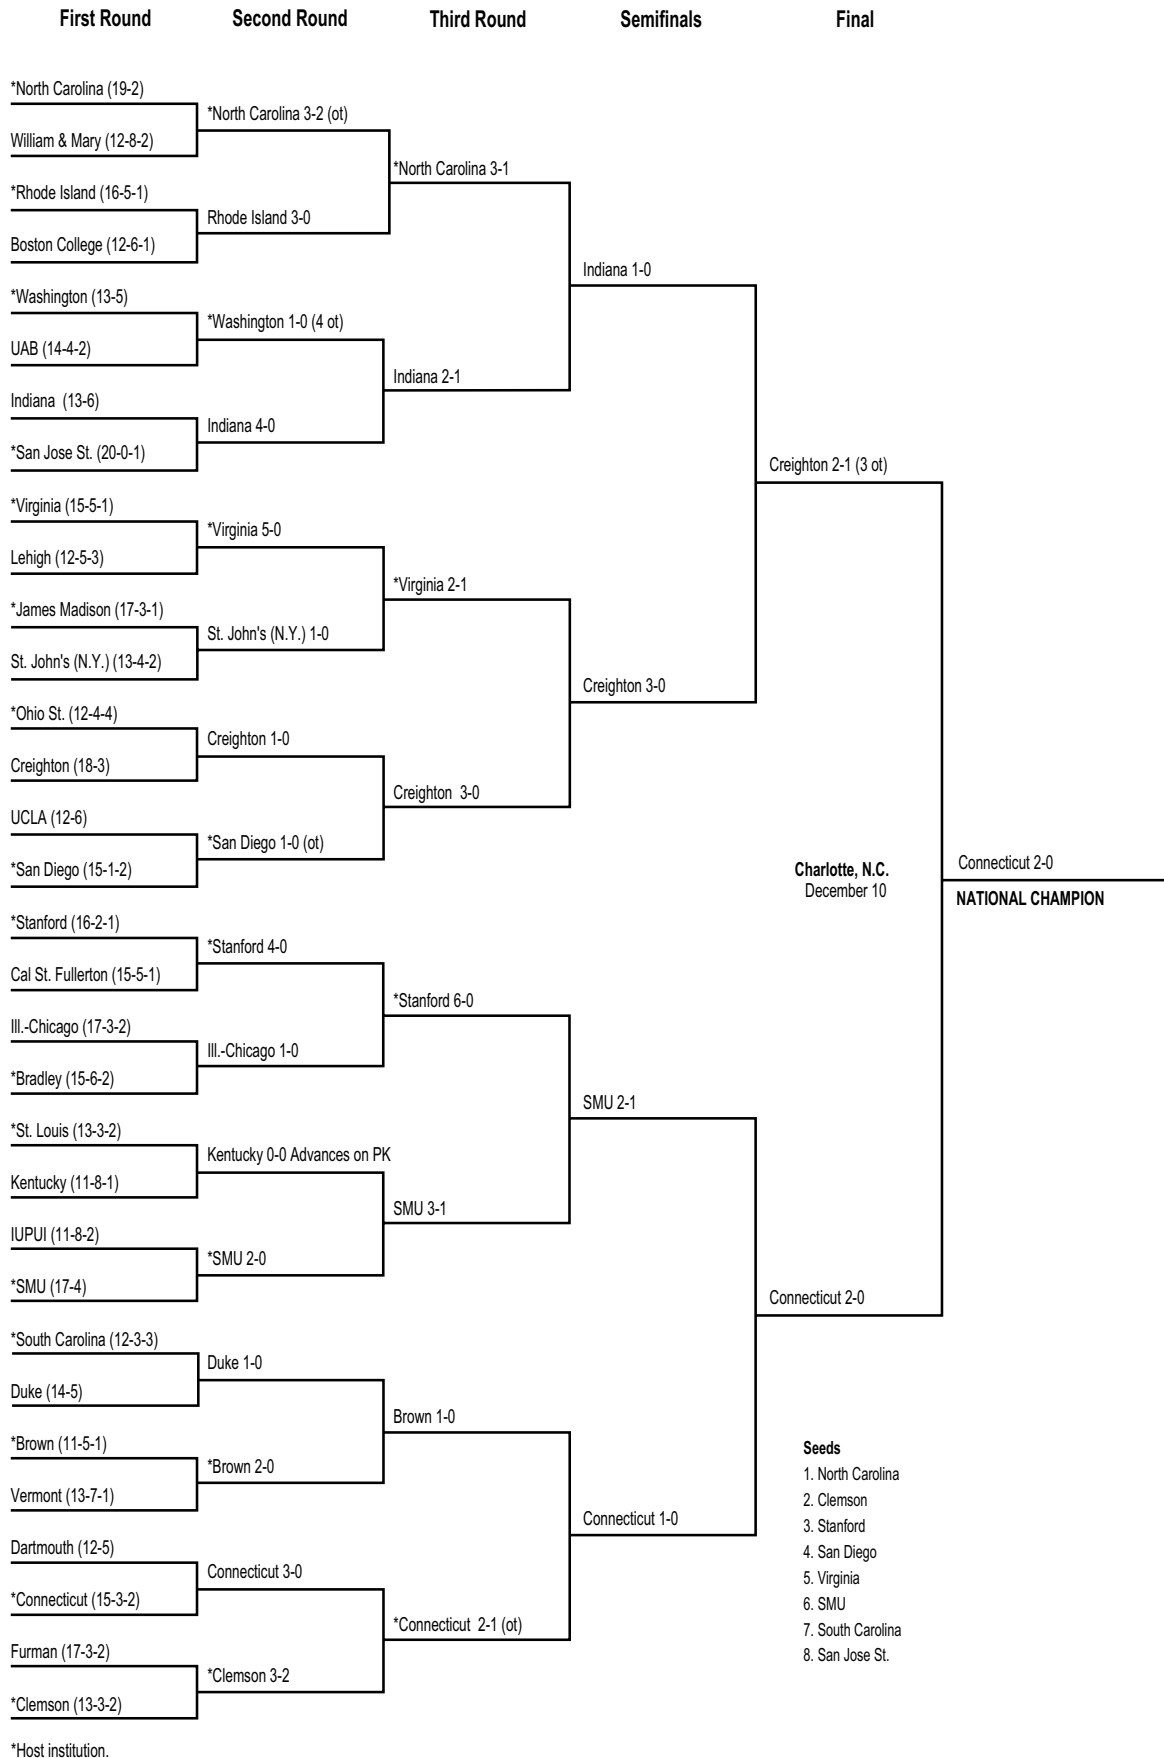 First Round
Second Round
Third Round
Semifinals
Final
*North Carolina (19-2)
William & Mary (12-8-2)
*Rhode Island (16-5-1)
Boston College (12-6-1)
*Washington (13-5)
UAB (14-4-2)
Indiana (13-6)
*San Jose St. (20-0-1)
*Virginia (15-5-1)
Lehigh (12-5-3)
*James Madison (17-3-1)
St. John's (N.Y.) (13-4-2)
*Ohio St. (12-4-4)
Creighton (18-3)
UCLA (12-6)
*San Diego (15-1-2)
*Stanford (16-2-1)
Cal St. Fullerton (15-5-1)
Ill.-Chicago (17-3-2)
*Bradley (15-6-2)
*St. Louis (13-3-2)
Kentucky (11-8-1)
IUPUI (11-8-2)
*SMU (17-4)
*South Carolina (12-3-3)
Duke (14-5)
*Brown (11-5-1)
Vermont (13-7-1)
Dartmouth (12-5)
*Connecticut (15-3-2)
Furman (17-3-2)
*Clemson (13-3-2)
*North Carolina 3-2 (ot)
Rhode Island 3-0
*Washington 1-0 (4 ot)
Indiana 4-0
*Virginia 5-0
St. John's (N.Y.) 1-0
Creighton 1-0
*San Diego 1-0 (ot)
*Stanford 4-0
Ill.-Chicago 1-0
Kentucky 0-0 Advances on PK
*SMU 2-0
Duke 1-0
*Brown 2-0
Connecticut 3-0
*Clemson 3-2
*North Carolina 3-1
Indiana 2-1
*Virginia 2-1
Creighton 3-0
*Stanford 6-0
SMU 3-1
Brown 1-0
*Connecticut 2-1 (ot)
Indiana 1-0
Creighton 3-0
SMU 2-1
Connecticut 1-0
Creighton 2-1 (3 ot)
Connecticut 2-0
Charlotte, N.C.
December 10
Connecticut 2-0
NATIONAL CHAMPION
Seeds
1. North Carolina
2. Clemson
3. Stanford
4. San Diego
5. Virginia
6. SMU
7. South Carolina
8. San Jose St.
*Host institution.